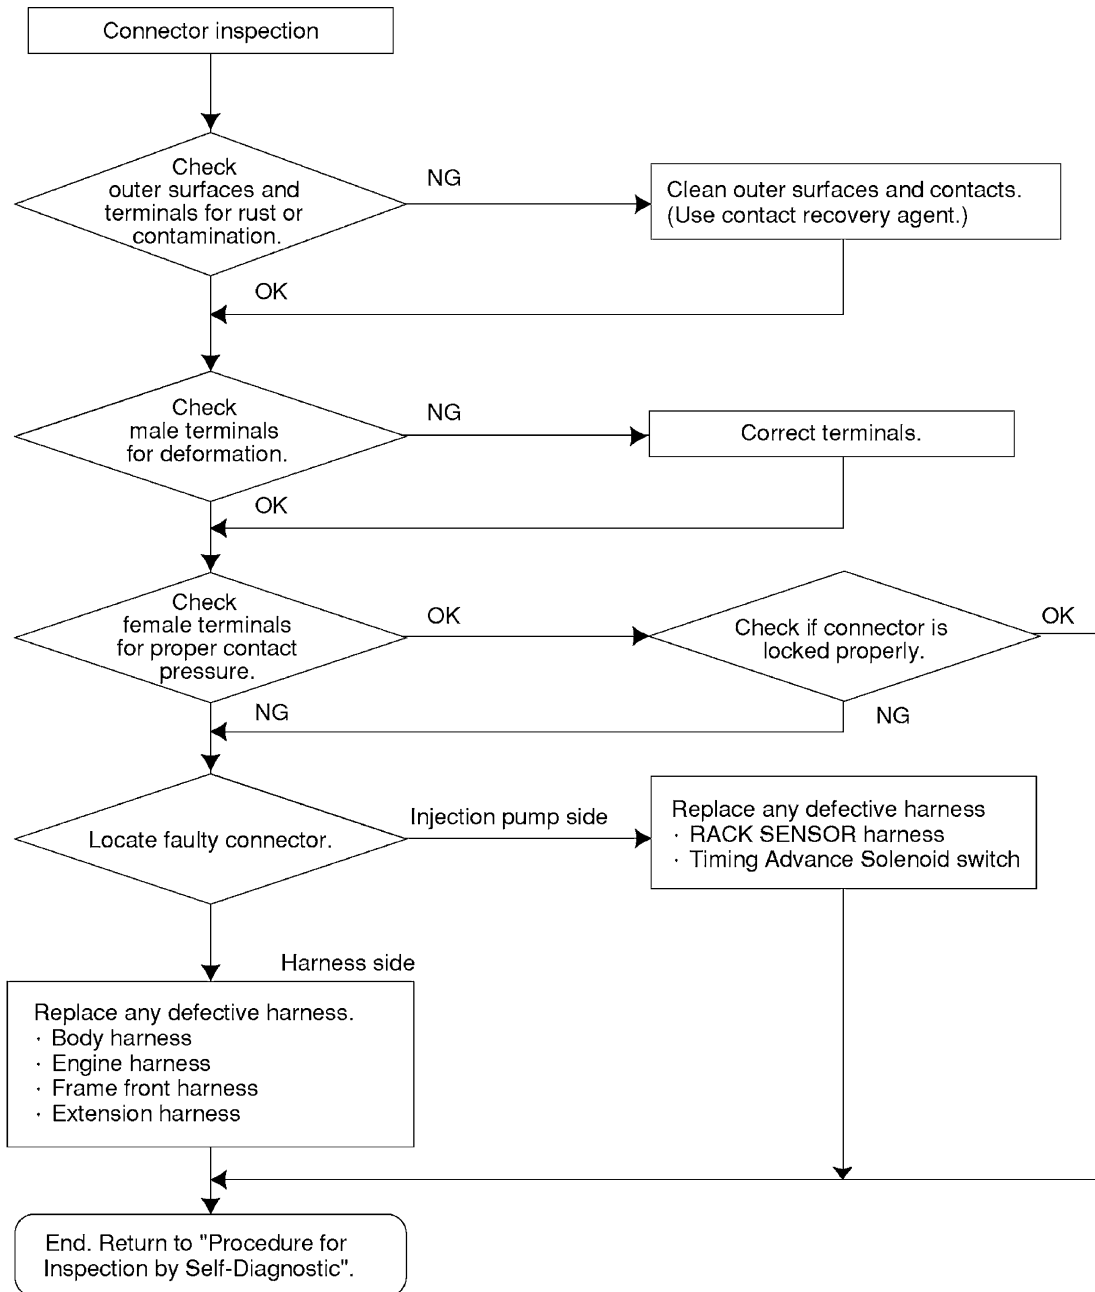 Connector inspection
Check
outer surfaces and
terminals for rust or
contamination.
NG
Clean outer surfaces and contacts.
(Use contact recovery agent.)
OK
Check
male terminals
for deformation.
NG
Correct terminals.
OK
Check
female terminals
for proper contact
pressure.
OK
Check if connector is
locked properly.
OK
NG
NG
Locate faulty connector.
Injection pump side
Replace any defective harness
· RACK SENSOR harness
· Timing Advance Solenoid switch
Harness side
Replace any defective harness.
· Body harness
· Engine harness
· Frame front harness
· Extension harness
End. Return to "Procedure for
Inspection by Self-Diagnostic".